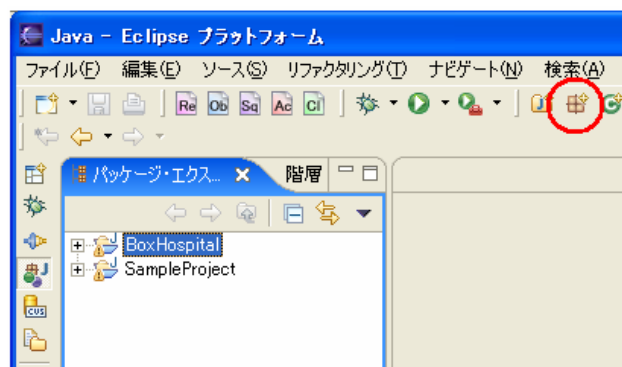 Java - Eclipse プラットフォーム
ファイル(F) 編集(E) ソース(S) リファクタリング(T) ナビゲート(N) 検索(A)
Re Ob Sq Ac Cl
パッケージ・エクス... 階層
BoxHospital
SampleProject
CUS